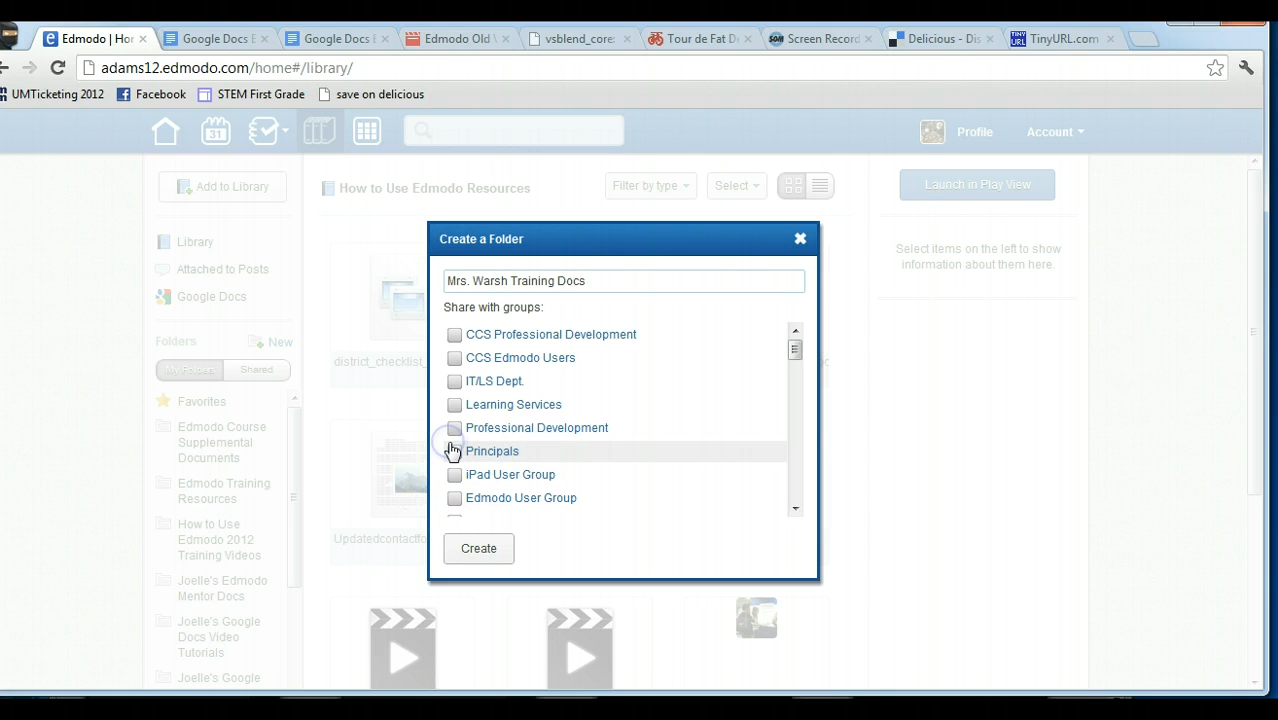 Edmodo | Ho
Google Docs E
Google Docs E
Edmodo Old
vsblend_core:
Tour de Fat D
Screen Record
Delicious - Dis
TinyURL.com
adams12.edmodo.com/home#/library/
UMTicketing 2012
Facebook
STEM First Grade
save on delicious
31
Profile
Account
Add to Library
How to Use Edmodo Resources
Filter by type
Select
Launch in Play View
Library
Attached to Posts
Google Docs
Folders
New
My Folders
Shared
Favorites
Edmodo Course
Supplemental
Documents
Edmodo Training
Resources
How to Use
Edmodo 2012
Training Videos
Joelle's Edmodo
Mentor Docs
Joelle's Google
Docs Video
Tutorials
Joelle's Google
district_checklist_
Updatedcontactfo
Create a Folder
Mrs. Warsh Training Docs
Share with groups:
CCS Professional Development
CCS Edmodo Users
IT/LS Dept.
Learning Services
Professional Development
Principals
iPad User Group
Edmodo User Group
Create
Select items on the left to show
information about them here.